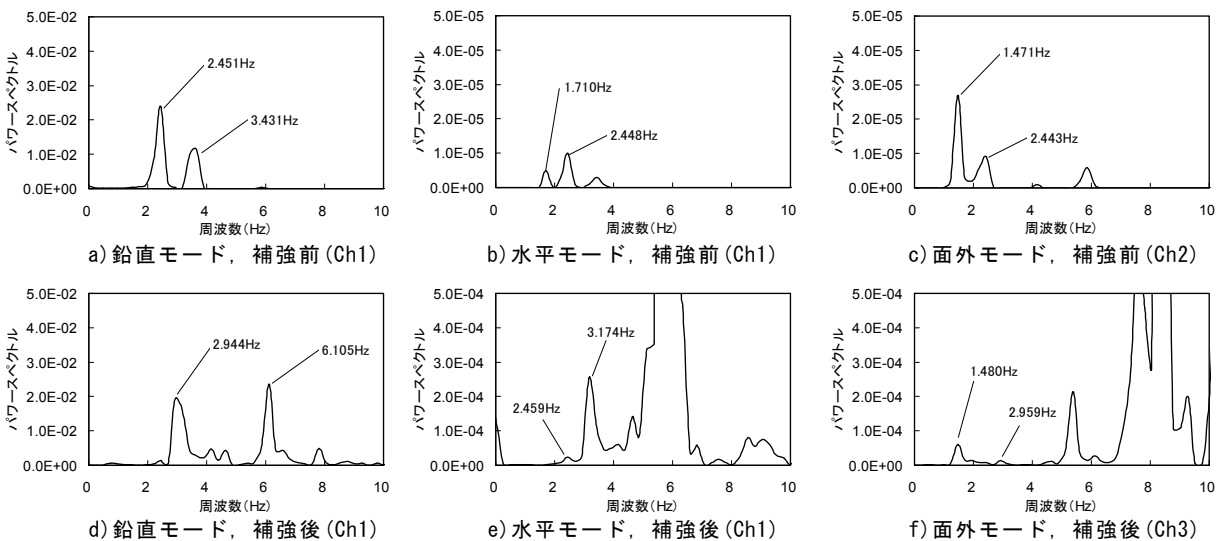 5.0E-02
4.0E-02
3.0E-02
2.0E-02
1.0E-02
0.0E+00
パワースペクトル
2.451Hz
3.431Hz
0 2 4 6 8 10
周波数(Hz)
a)鉛直モード, 補強前(Ch1)
5.0E-05
4.0E-05
3.0E-05
2.0E-05
1.0E-05
0.0E+00
パワースペクトル
1.710Hz
2.448Hz
0 2 4 6 8 10
周波数(Hz)
b)水平モード, 補強前(Ch1)
5.0E-05
4.0E-05
3.0E-05
2.0E-05
1.0E-05
0.0E+00
パワースペクトル
1.471Hz
2.443Hz
0 2 4 6 8 10
周波数(Hz)
c)面外モード, 補強前(Ch2)
5.0E-02
4.0E-02
3.0E-02
2.0E-02
1.0E-02
0.0E+00
パワースペクトル
2.944Hz
6.105Hz
0 2 4 6 8 10
周波数(Hz)
d)鉛直モード, 補強後(Ch1)
5.0E-04
4.0E-04
3.0E-04
2.0E-04
1.0E-04
0.0E+00
パワースペクトル
3.174Hz
2.459Hz
0 2 4 6 8 10
周波数(Hz)
e)水平モード, 補強後(Ch1)
5.0E-04
4.0E-04
3.0E-04
2.0E-04
1.0E-04
0.0E+00
パワースペクトル
1.480Hz
2.959Hz
0 2 4 6 8 10
周波数(Hz)
f)面外モード, 補強後(Ch3)